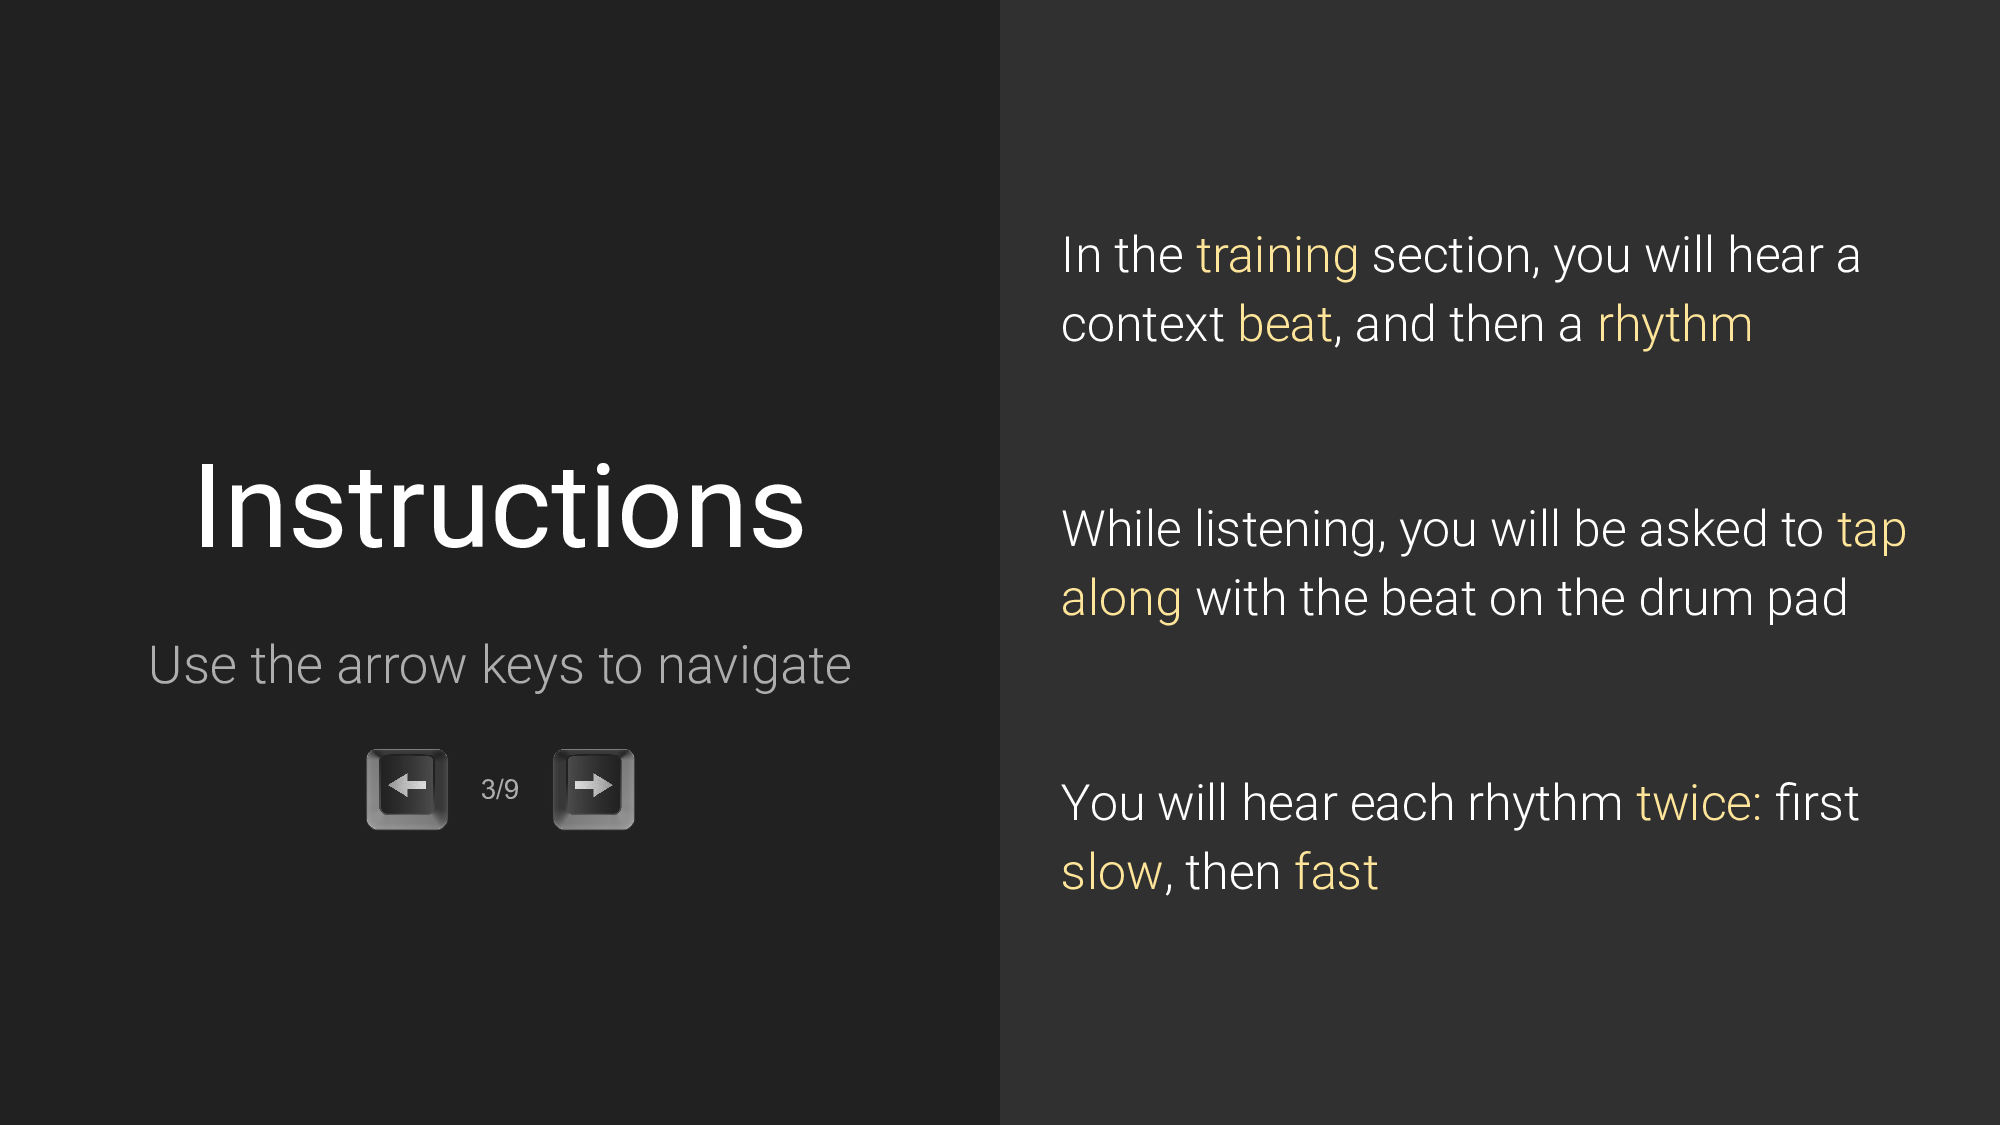 Instructions
Use the arrow keys to navigate
3/9
In the training section, you will hear a
context beat, and then a rhythm
While listening, you will be asked to tap
along with the beat on the drum pad
You will hear each rhythm twice: first
slow, then fast